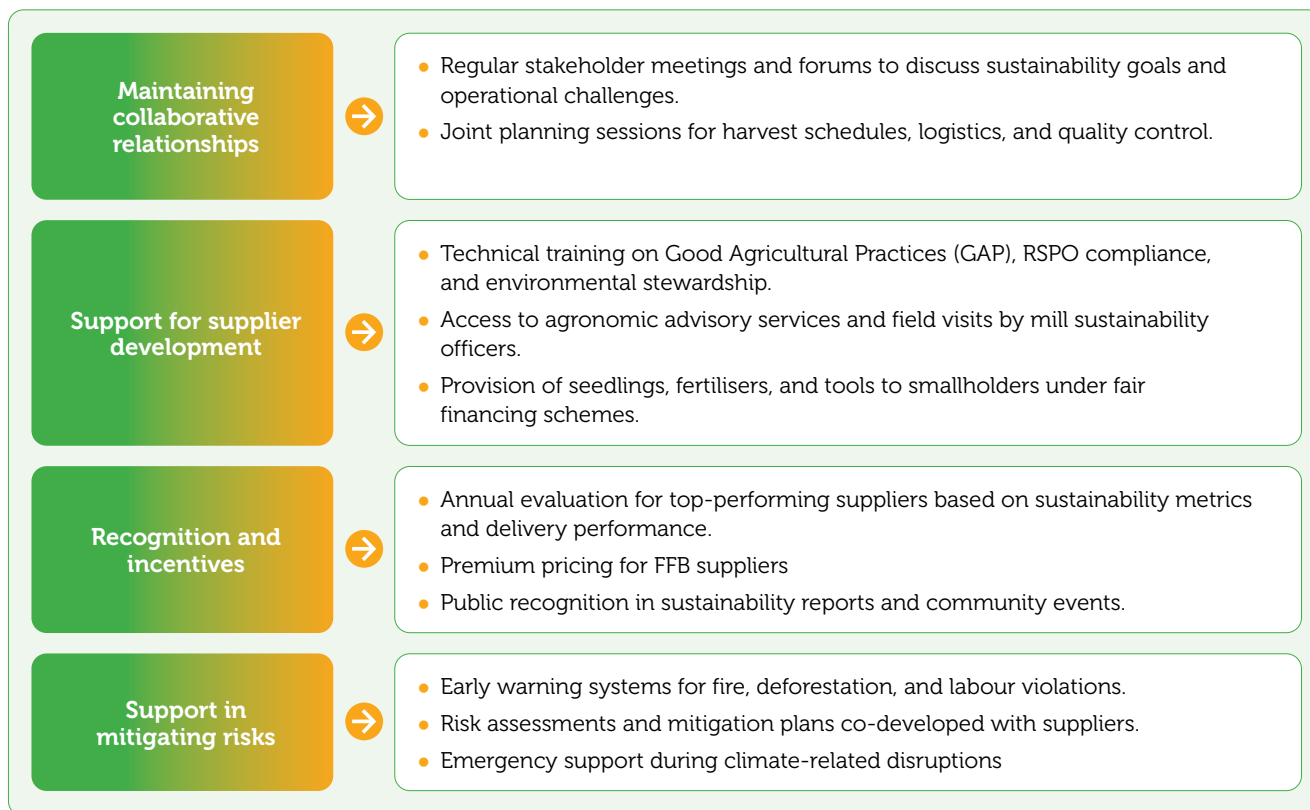 Maintaining
collaborative
relationships
• Regular stakeholder meetings and forums to discuss sustainability goals and
operational challenges.
• Joint planning sessions for harvest schedules, logistics, and quality control.
Support for supplier
development
• Technical training on Good Agricultural Practices (GAP), RSPO compliance,
and environmental stewardship.
• Access to agronomic advisory services and field visits by mill sustainability
officers.
• Provision of seedlings, fertilisers, and tools to smallholders under fair
financing schemes.
Recognition and
incentives
• Annual evaluation for top-performing suppliers based on sustainability metrics
and delivery performance.
• Premium pricing for FFB suppliers
• Public recognition in sustainability reports and community events.
Support in
mitigating risks
• Early warning systems for fire, deforestation, and labour violations.
• Risk assessments and mitigation plans co-developed with suppliers.
• Emergency support during climate-related disruptions